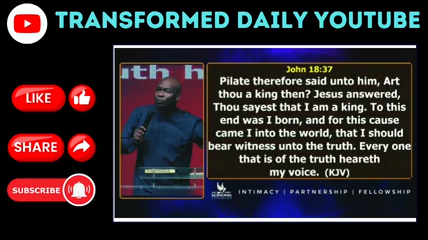 TRANSFORMED DAILY YOUTUBE
uth h
John 18:37
Pilate therefore said unto him, Art
thou a king then? Jesus answered,
Thou sayest that I am a king. To this
end was I born, and for this cause
came I into the world, that I should
bear witness unto the truth. Every one
that is of the truth heareth
my voice. (KJV)
INTIMACY | PARTNERSHIP | FELLOWSHIP
LIKE
SHARE
SUBSCRIBE